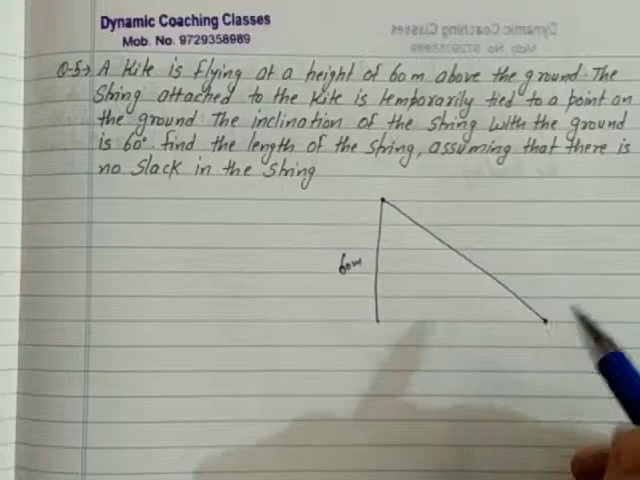 Dynamic Coaching Classes
Mob. No. 9729358989
Q.5→ A Kite is flying at a height of 60m above the ground. The
String attached to the Kite is temporarily tied to a point on
the ground The inclination of the string with the ground
is 60°. find the length of the string, assuming that there is
no slack in the string
60m